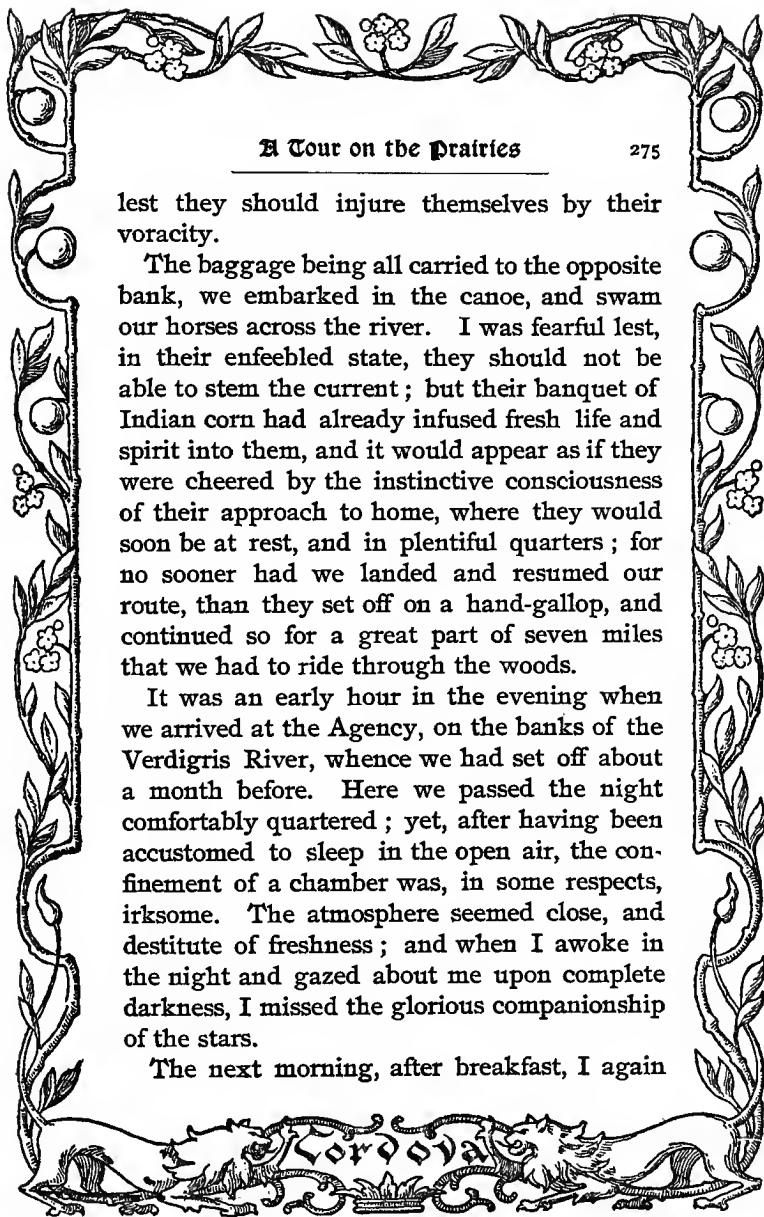 A Tour on the Prairies 275
lest they should injure themselves by their
voracity.
The baggage being all carried to the opposite
bank, we embarked in the canoe, and swam
our horses across the river. I was fearful lest,
in their enfeebled state, they should not be
able to stem the current ; but their banquet of
Indian corn had already infused fresh life and
spirit into them, and it would appear as if they
were cheered by the instinctive consciousness
of their approach to home, where they would
soon be at rest, and in plentiful quarters ; for
no sooner had we landed and resumed our
route, than they set off on a hand-gallop, and
continued so for a great part of seven miles
that we had to ride through the woods.
It was an early hour in the evening when
we arrived at the Agency, on the banks of the
Verdigris River, whence we had set off about
a month before. Here we passed the night
comfortably quartered ; yet, after having been
accustomed to sleep in the open air, the con-
finement of a chamber was, in some respects,
irksome. The atmosphere seemed close, and
destitute of freshness ; and when I awoke in
the night and gazed about me upon complete
darkness, I missed the glorious companionship
of the stars.
The next morning, after breakfast, I again
Cordova